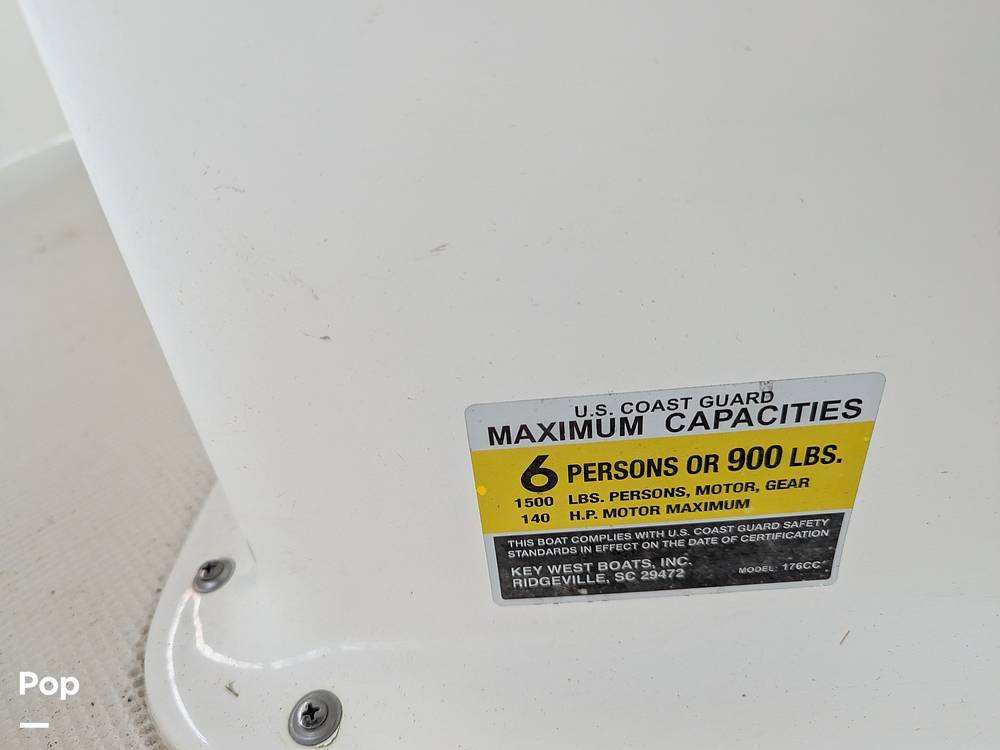 U.S. COAST GUARD
MAXIMUM CAPACITIES
6 PERSONS OR 900 LBS.
1500 LBS. PERSONS, MOTOR, GEAR
140 H.P. MOTOR MAXIMUM
THIS BOAT COMPLIES WITH U.S. COAST GUARD SAFETY
STANDARDS IN EFFECT ON THE DATE OF CERTIFICATION
KEY WEST BOATS, INC.
RIDGEVILLE, SC 29472
MODEL: 176CC
Pop